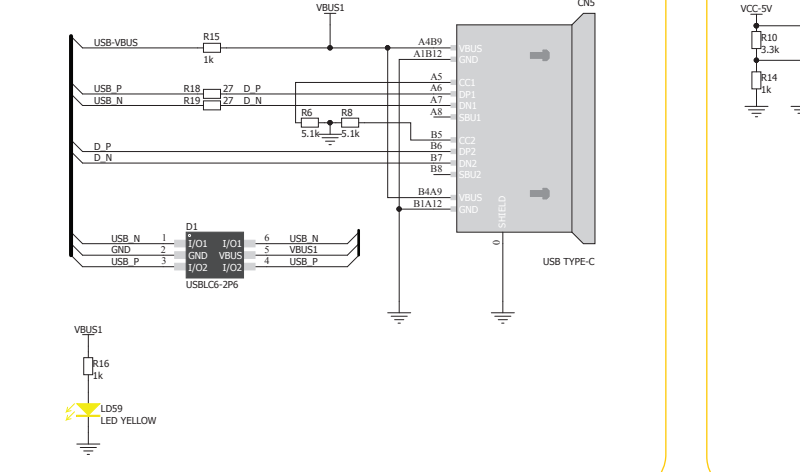 CN5
VBUS1
VCC-5V
R15
USB-VBUS
1k
A4B9
VBUS
A1B12
GND
R10
3.3k
R14
1k
A5
CC1
USB_P
R18
27
D_P
A6
DP1
USB_N
R19
27
D_N
A7
DN1
A8
SBU1
R6
R8
5.1k
5.1k
B5
CC2
D_P
B6
DP2
D_N
B7
DN2
B8
SBU2
B4A9
VBUS
B1A12
GND
SHIELD
0
D1
USB_N
1
I/O1
I/O1
6
USB_N
GND
2
GND
VBUS
5
VBUS1
USB_P
3
I/O2
I/O2
4
USB_P
USBLC6-2P6
USB TYPE-C
VBUS1
R16
1k
LD59
LED YELLOW